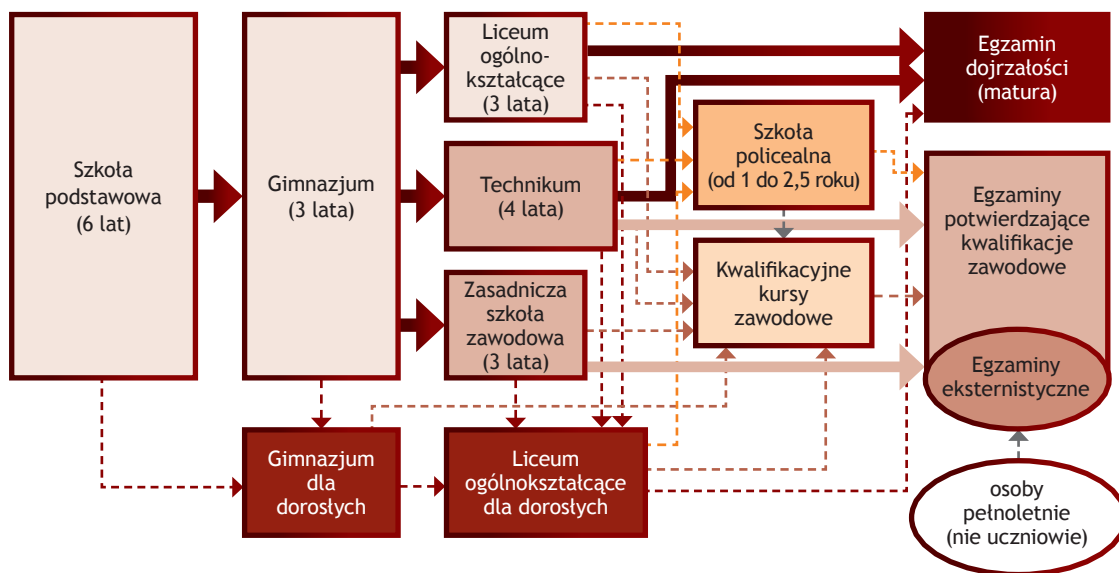 Szkoła
podstawowa
(6 lat)
Gimnazjum
(3 lata)
Liceum
ogólno-
kształcące
(3 lata)
Technikum
(4 lata)
Zasadnicza
szkoła
zawodowa
(3 lata)
Gimnazjum
dla
dorosłych
Liceum
ogólnokształcące
dla dorosłych
Szkoła
policealna
(od 1 do 2,5 roku)
Kwalifikacyjne
kursy
zawodowe
Egzamin
dojrzałości
(matura)
Egzaminy
potwierdzające
kwalifikacje
zawodowe
Egzaminy
eksternistyczne
osoby
pełnoletnie
(nie uczniowie)